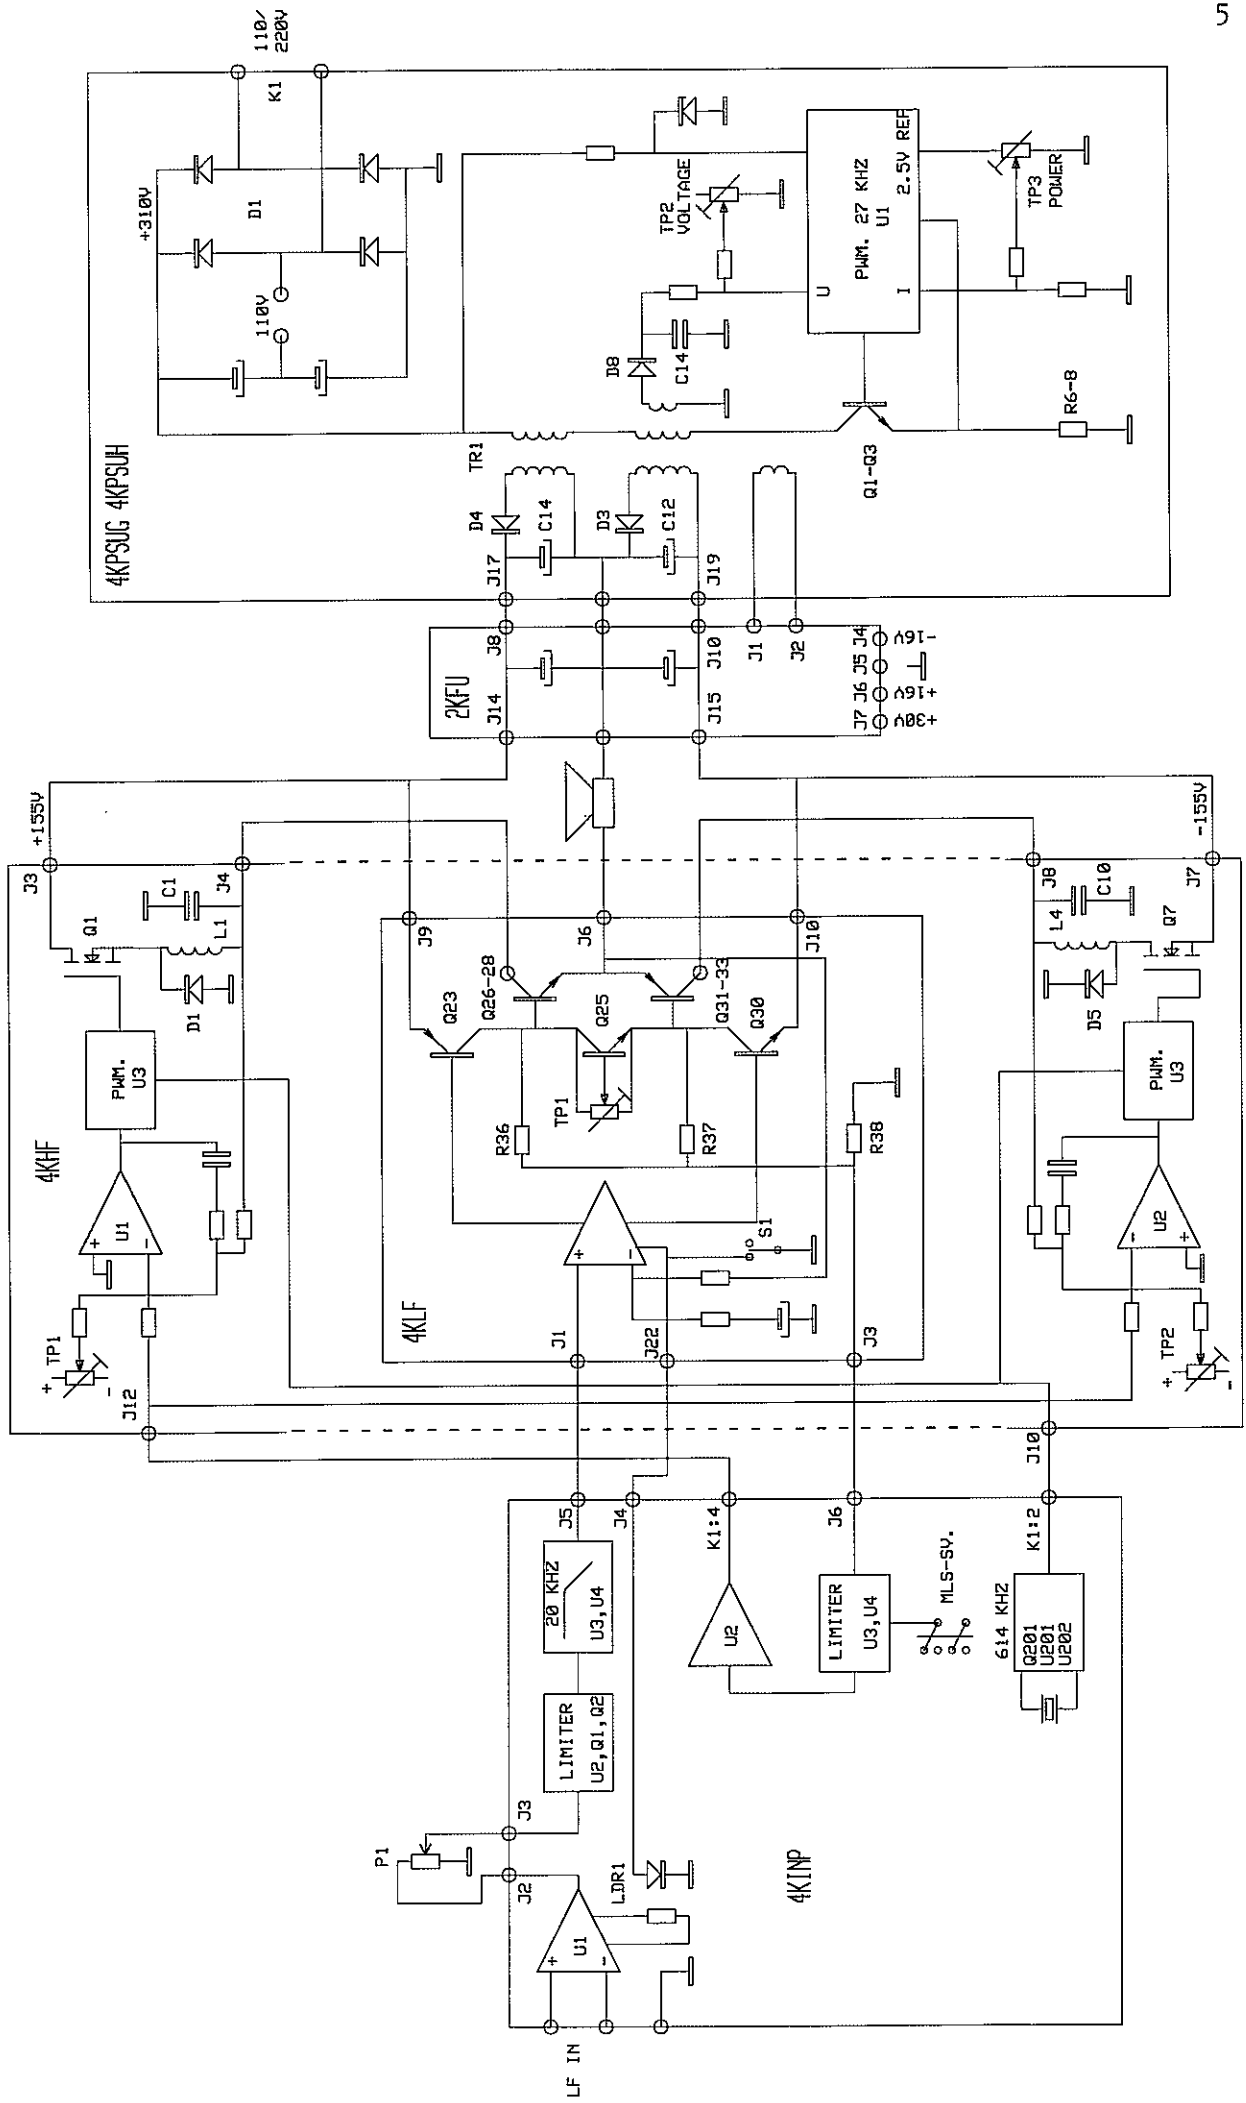 5
4KPSUG 4KPSUH
110/
220V
K1
+310V
D1
110V
TR1
D4
C14
D3
C12
J17
J19
D8
C14
TP2
VOLTAGE
PWM. 27 KHZ
U1
2.5V REF
U
I
TP3
POWER
Q1-Q3
R6-8
2KFU
J14
J8
J15
J10
J1
J2
J7 J6 J5 J4
+30V +16V -16V
4KHF
J3
+155V
Q1
C1
L1
D1
J4
PWM.
U3
U1
+
-
TP1
+
-
J12
4KLF
J9
J6
J10
Q23
Q26-28
Q25
Q31-33
Q30
R36
TP1
R37
R38
+
-
S1
J1
J22
J3
J8
C10
L4
D5
Q7
J7
-155V
PWM.
U3
U2
-
+
TP2
+
-
J10
4KINP
LF IN
U1
+
-
P1
J2
J3
LDR1
LIMITER
U2,Q1,Q2
20 KHZ
U3,U4
J5
J4
U2
K1:4
LIMITER
U3,U4
J6
MLS-SV.
614 KHZ
Q201
U201
U202
K1:2